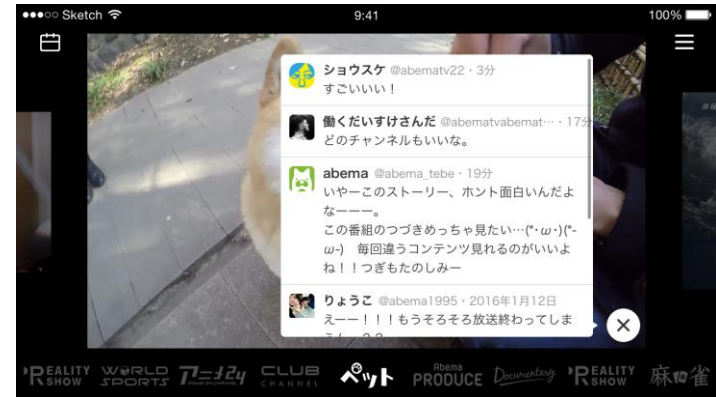 Sketch 9:41 100%
ショウスケ @abematv22・3分
すごいいい！
働くだいすけさんだ @abematvabemat…・17分
どのチャンネルもいいな。
abema @abema_tebe・19分
いやーこのストーリー、ホント面白いんだよ
なーーー。
この番組のつづきめっちゃ見たい…(*･ω･)(*-
ω-)　毎回違うコンテンツ見れるのがいいよ
ね！！つぎもたのしみー
りょうこ @abema1995・2016年1月12日
えー！！！もうそろそろ放送終わってしま
REALITY SHOW
WORLD SPORTS
アニメ24
CLUB CHANNEL
ペット
Abema PRODUCE
Documentary
REALITY SHOW
麻雀